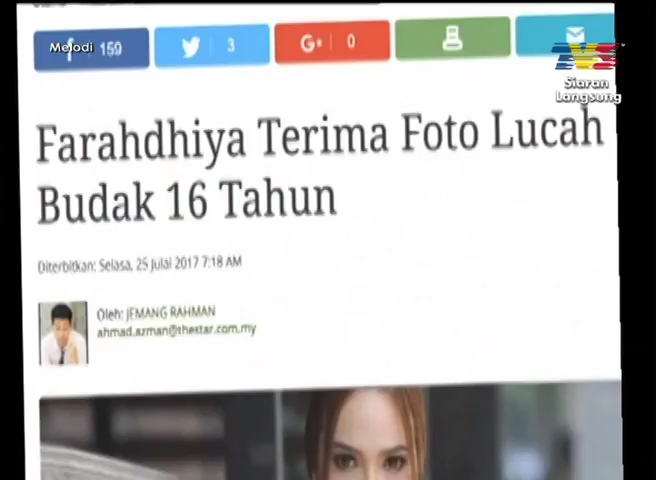 Melodi
159
3
G+ 0
TV3
Siaran
Langsung
Farahdhiya Terima Foto Lucah
Budak 16 Tahun
Diterbitkan: Selasa, 25 Julai 2017 7:18 AM
Oleh: JEMANG RAHMAN
ahmad.azman@thestar.com.my